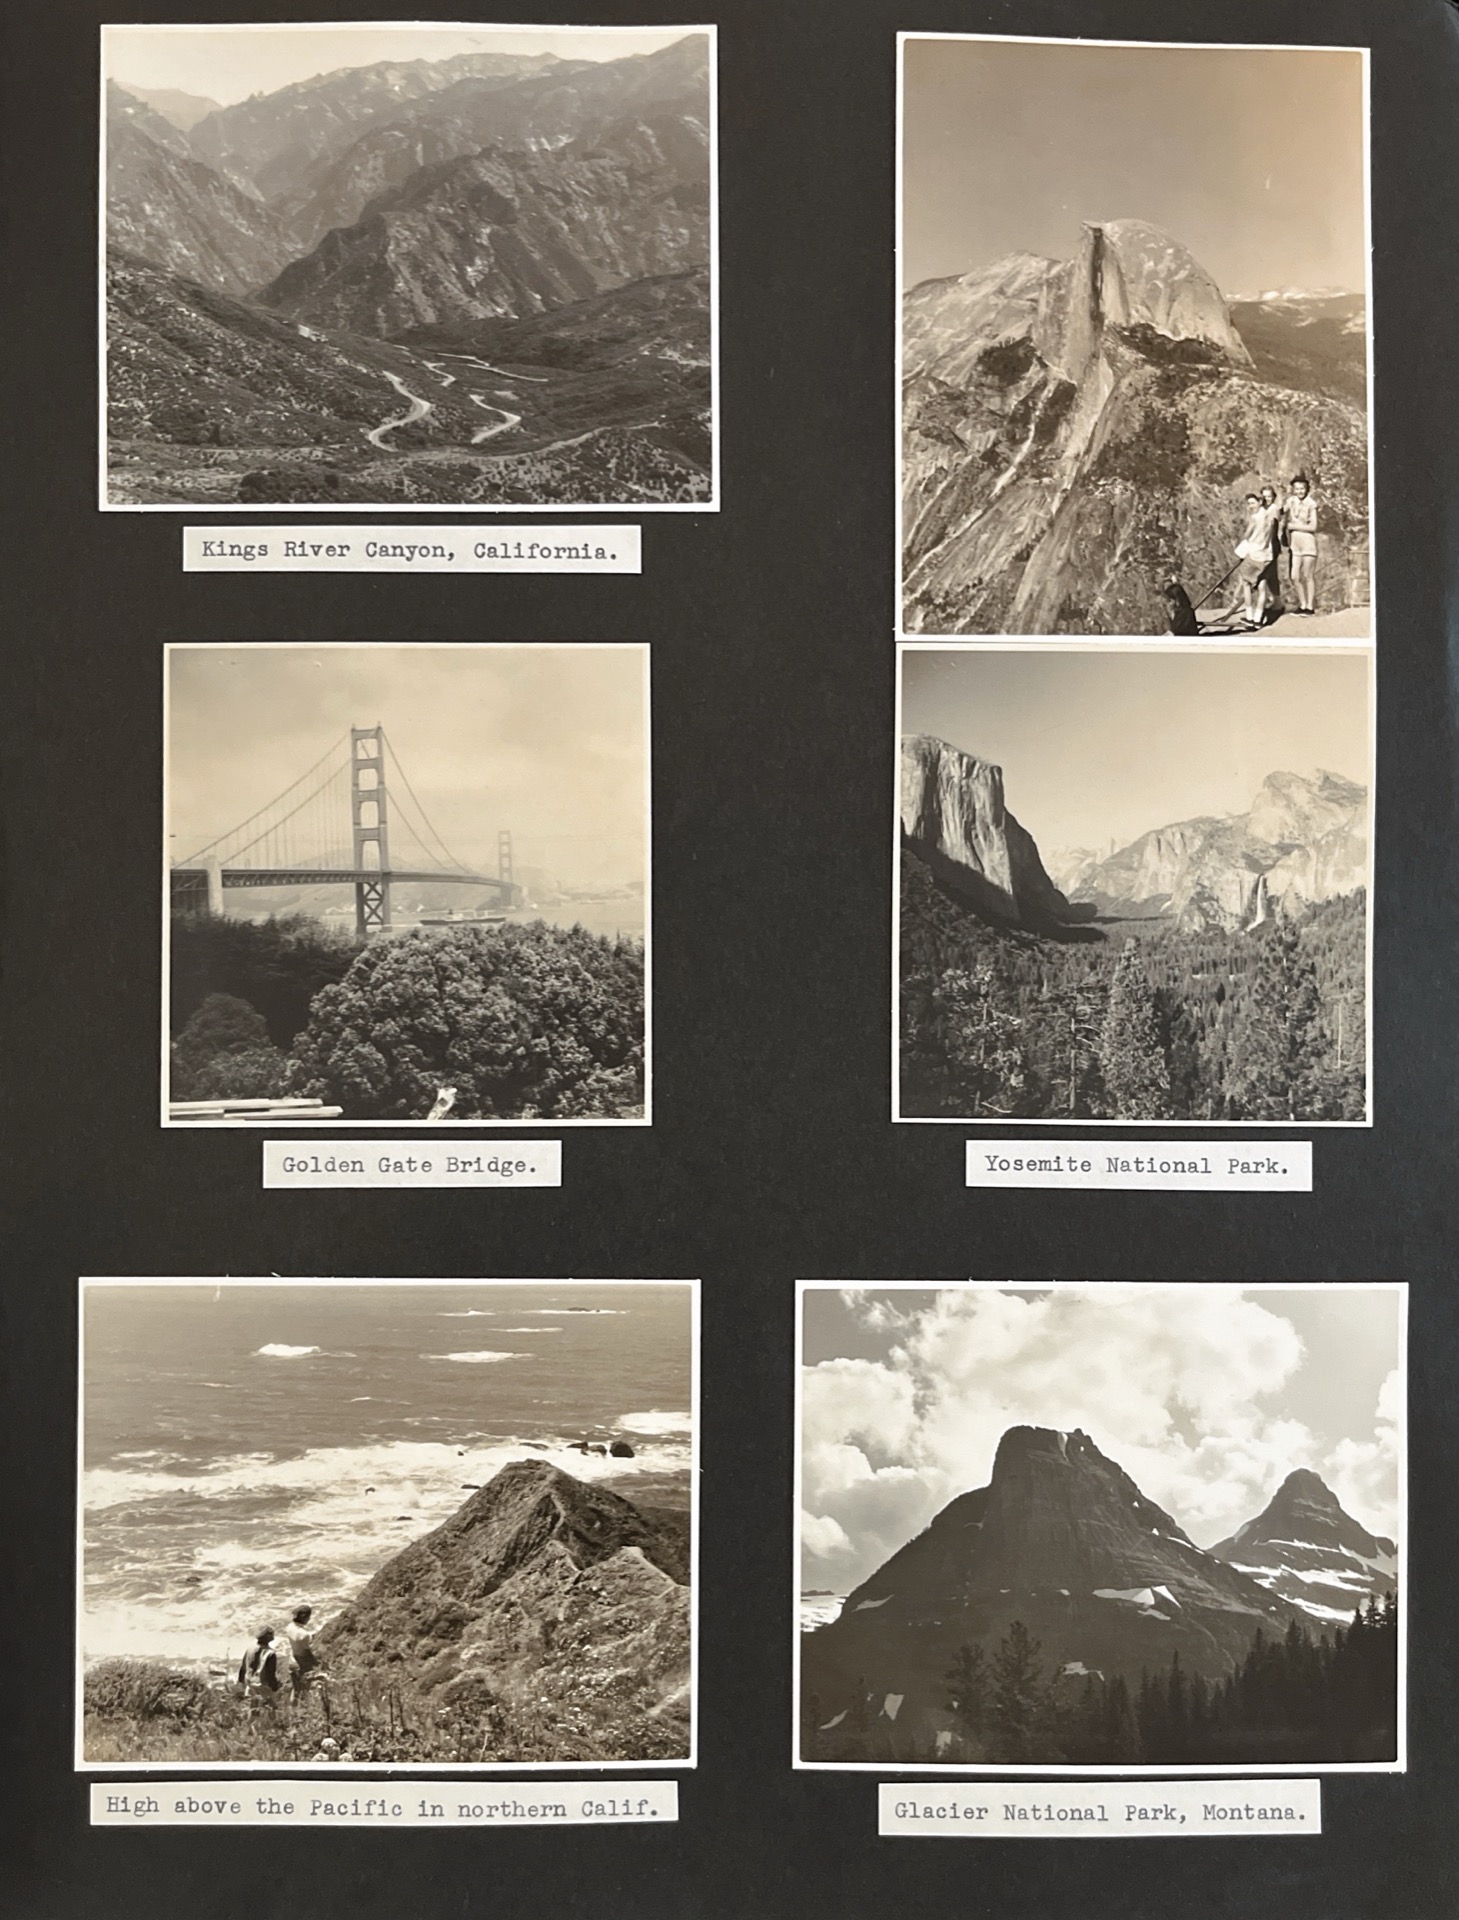 Kings River Canyon, California.
Golden Gate Bridge.
Yosemite National Park.
High above the Pacific in northern Calif.
Glacier National Park, Montana.